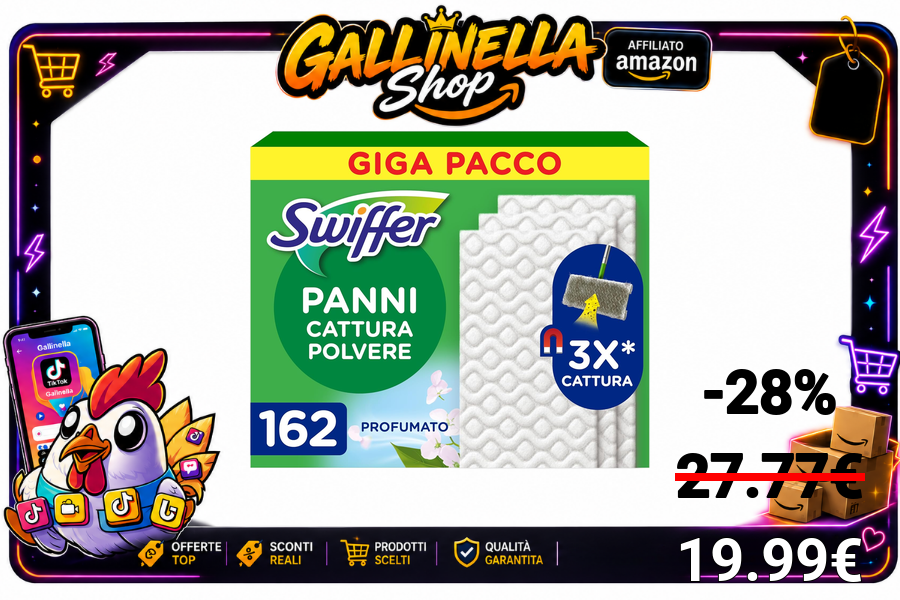 GALLINELLA
Shop
AFFILIATO
amazon
GIGA PACCO
Swiffer
PANNI
CATTURA
POLVERE
3X*
CATTURA
162
PROFUMATO
Gallinella
TikTok
Gallinella
-28%
27.77€
19.99€
OFFERTE
TOP
SCONTI
REALI
PRODOTTI
SCELTI
QUALITÀ
GARANTITA